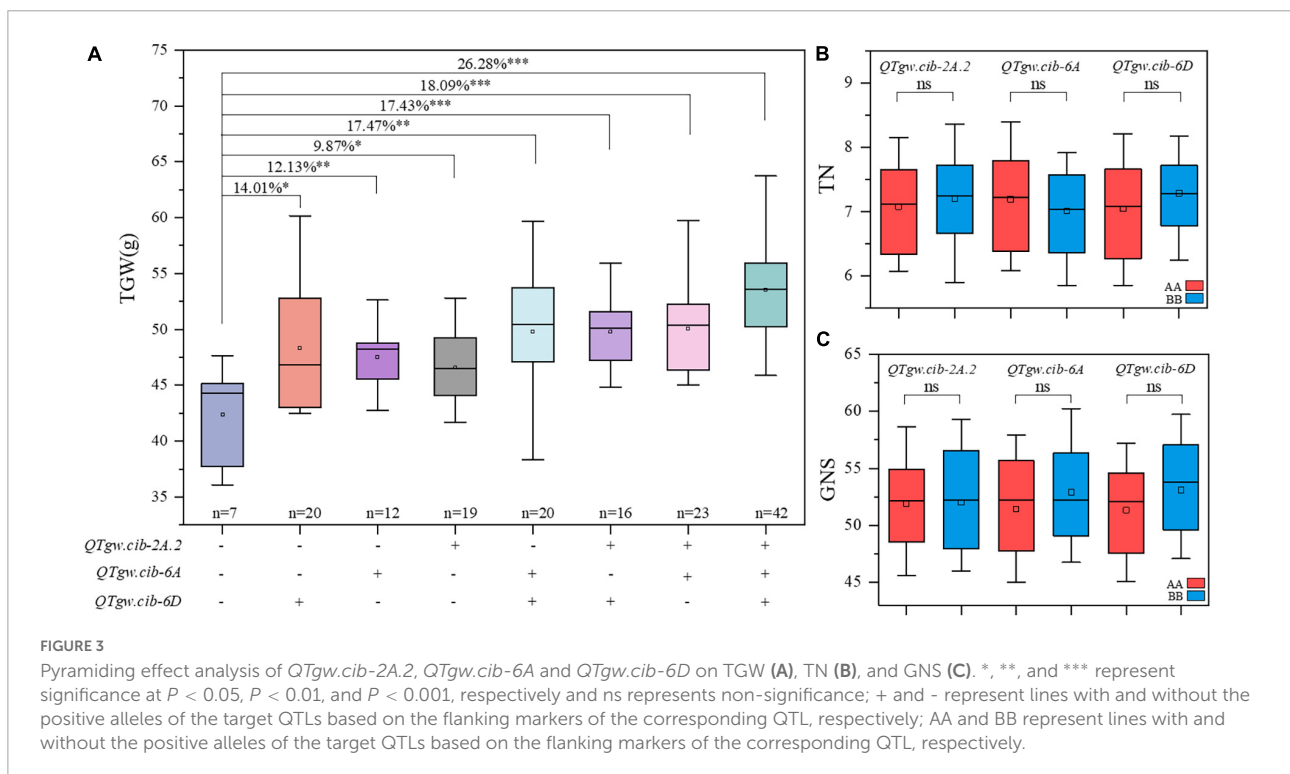 A
75
70
65
60
55
50
45
40
35
TGW(g)
26.28%***
18.09%***
17.43%***
17.47%**
9.87%*
12.13%**
14.01%*
n=7 n=20 n=12 n=19 n=20 n=16 n=23 n=42
QTgw.cib-2A.2 - - - + - + + +
QTgw.cib-6A - - + - + - + +
QTgw.cib-6D - + - - + + - +
B
9
8
7
6
TN
QTgw.cib-2A.2 QTgw.cib-6A QTgw.cib-6D
ns ns ns
AA
BB
C
65
60
55
50
45
GNS
QTgw.cib-2A.2 QTgw.cib-6A QTgw.cib-6D
ns ns ns
AA
BB
FIGURE 3
Pyramiding effect analysis of QTgw.cib-2A.2, QTgw.cib-6A and QTgw.cib-6D on TGW (A), TN (B), and GNS (C). *, **, and *** represent
significance at P < 0.05, P < 0.01, and P < 0.001, respectively and ns represents non-significance; + and - represent lines with and without the
positive alleles of the target QTLs based on the flanking markers of the corresponding QTL, respectively; AA and BB represent lines with and
without the positive alleles of the target QTLs based on the flanking markers of the corresponding QTL, respectively.